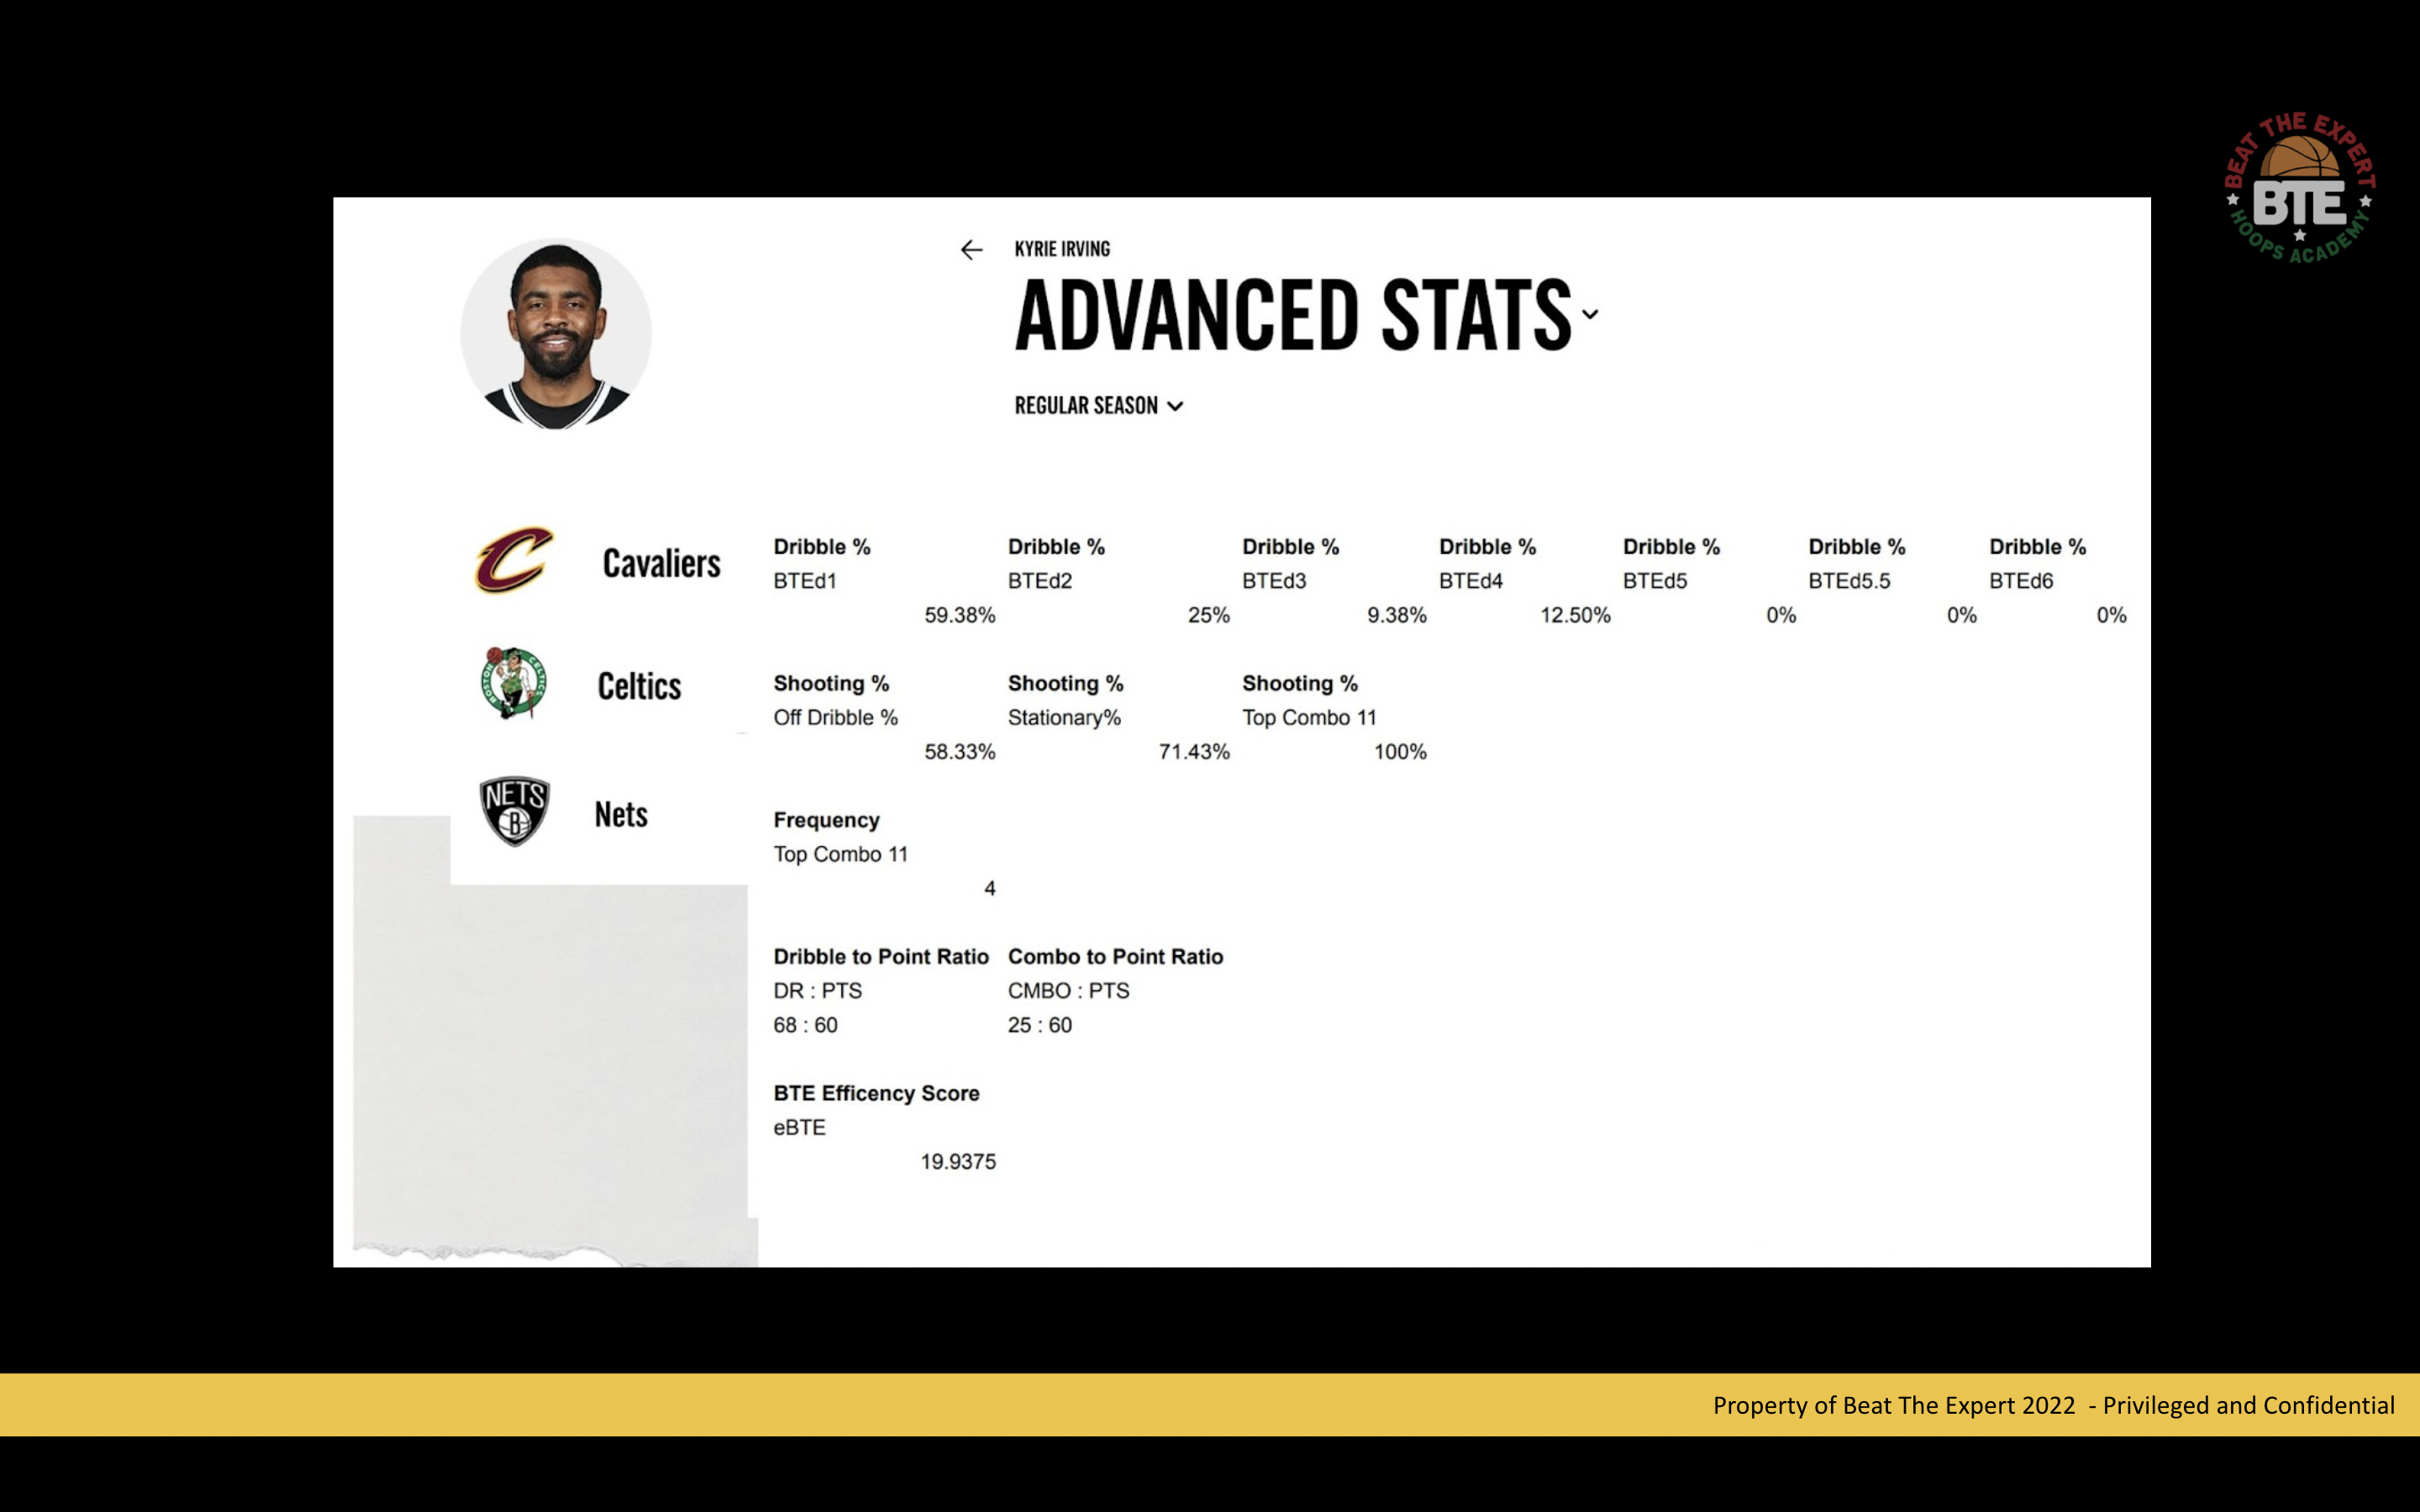 BEAT THE EXPERT
BTE
HOOPS ACADEMY
KYRIE IRVING
ADVANCED STATS
REGULAR SEASON
Cavaliers
Celtics
BOSTON CELTICS
NETS
B
Nets
Dribble % Dribble % Dribble % Dribble % Dribble % Dribble % Dribble %
BTEd1 BTEd2 BTEd3 BTEd4 BTEd5 BTEd5.5 BTEd6
59.38% 25% 9.38% 12.50% 0% 0% 0%
Shooting % Shooting % Shooting %
Off Dribble % Stationary% Top Combo 11
58.33% 71.43% 100%
Frequency
Top Combo 11
4
Dribble to Point Ratio Combo to Point Ratio
DR : PTS CMBO : PTS
68 : 60 25 : 60
BTE Efficency Score
eBTE
19.9375
Property of Beat The Expert 2022 - Privileged and Confidential